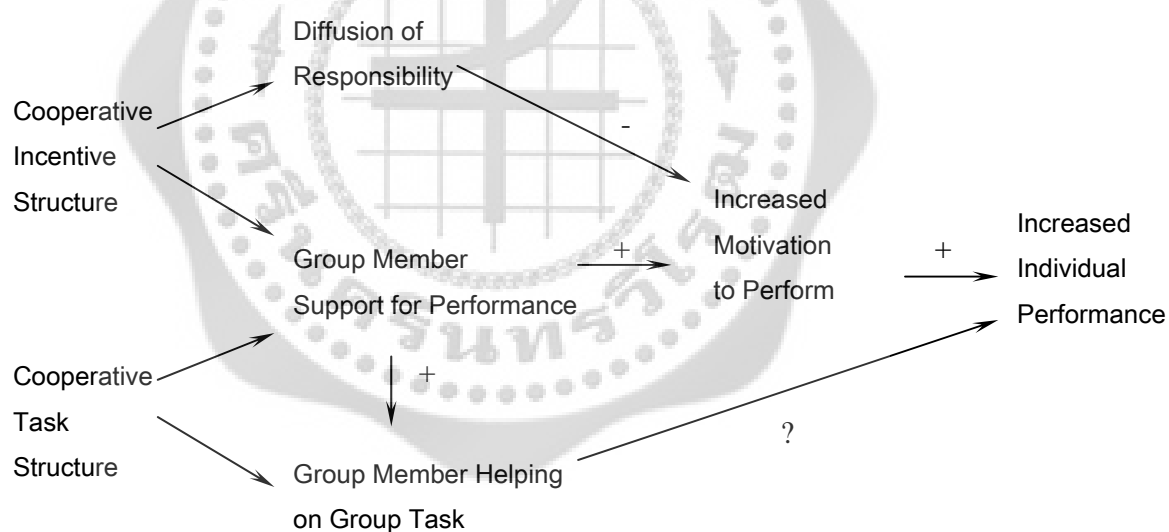 Diffusion of
Responsibility
Cooperative
Incentive
Structure
-
Increased
Motivation
to Perform
Group Member
Support for Performance
+
+
Increased
Individual
Performance
Cooperative
Task
Structure
+
?
Group Member Helping
on Group Task